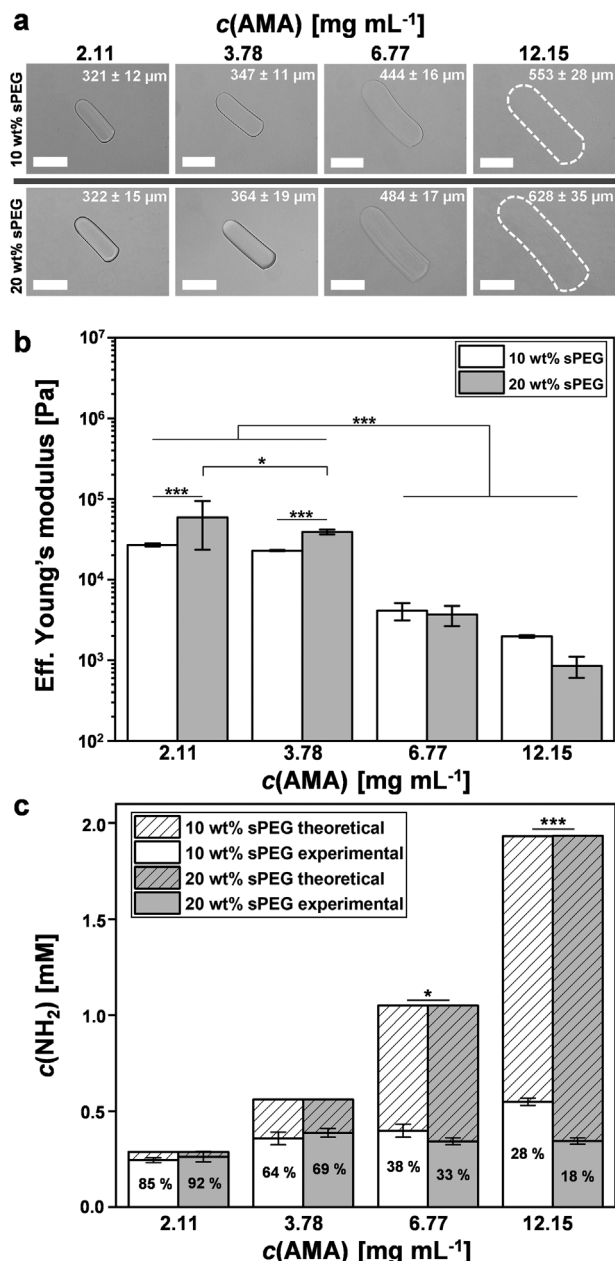 a
c(AMA) [mg mL-1]
2.11 3.78 6.77 12.15
10 wt% sPEG
321 ± 12 µm 347 ± 11 µm 444 ± 16 µm 553 ± 28 µm
20 wt% sPEG
322 ± 15 µm 364 ± 19 µm 484 ± 17 µm 628 ± 35 µm
b
Eff. Young's modulus [Pa]
10^7
10^6
10^5
10^4
10^3
10^2
10 wt% sPEG
20 wt% sPEG
***
*
*** ***
2.11 3.78 6.77 12.15
c(AMA) [mg mL-1]
c
c(NH2) [mM]
2.0
1.5
1.0
0.5
0.0
10 wt% sPEG theoretical
10 wt% sPEG experimental
20 wt% sPEG theoretical
20 wt% sPEG experimental
***
*
85 % 92 % 64 % 69 % 38 % 33 % 28 % 18 %
2.11 3.78 6.77 12.15
c(AMA) [mg mL-1]